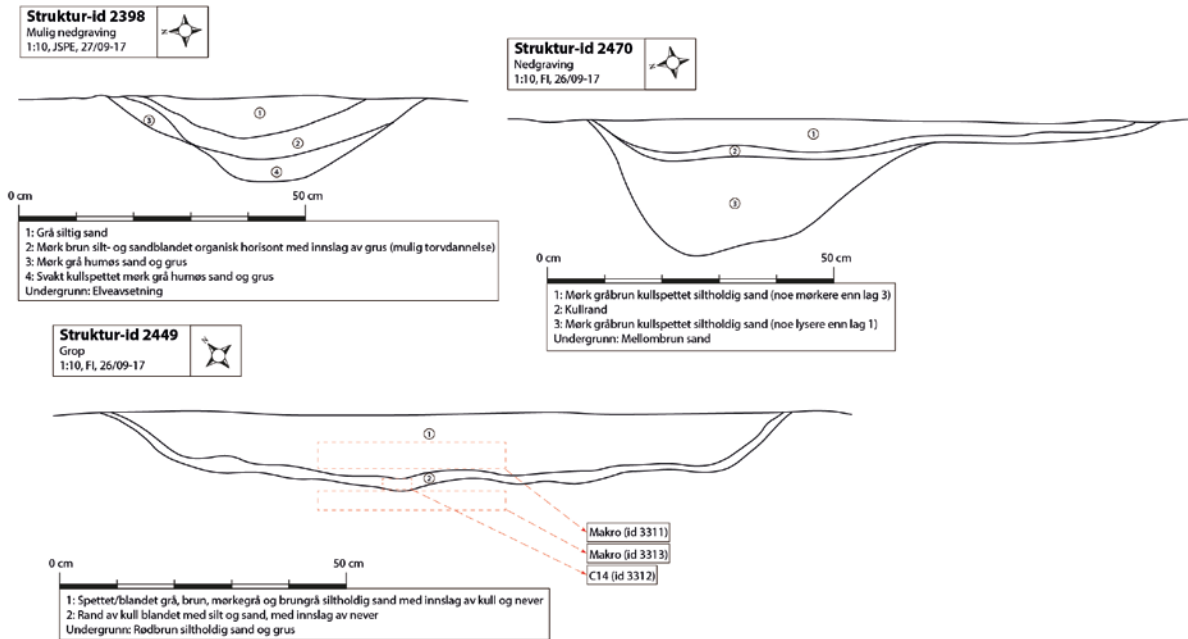 Struktur-id 2398
Mulig nedgraving
1:10, JSPE, 27/09-17
N
1
2
3
4
0 cm 50 cm
1: Grå siltig sand
2: Mørk brun silt- og sandblandet organisk horisont med innslag av grus (mulig torvdannelse)
3: Mørk grå humøs sand og grus
4: Svakt kullspettet mørk grå humøs sand og grus
Undergrunn: Elveavsetning
Struktur-id 2470
Nedgraving
1:10, FI, 26/09-17
N
1
2
3
0 cm 50 cm
1: Mørk gråbrun kullspettet siltholdig sand (noe mørkere enn lag 3)
2: Kullrand
3: Mørk gråbrun kullspettet siltholdig sand (noe lysere enn lag 1)
Undergrunn: Mellombrun sand
Struktur-id 2449
Grop
1:10, FI, 26/09-17
N
1
2
Makro (id 3311)
Makro (id 3313)
C14 (id 3312)
0 cm 50 cm
1: Spettet/blandet grå, brun, mørkegrå og brungrå siltholdig sand med innslag av kull og never
2: Rand av kull blandet med silt og sand, med innslag av never
Undergrunn: Rødbrun siltholdig sand og grus